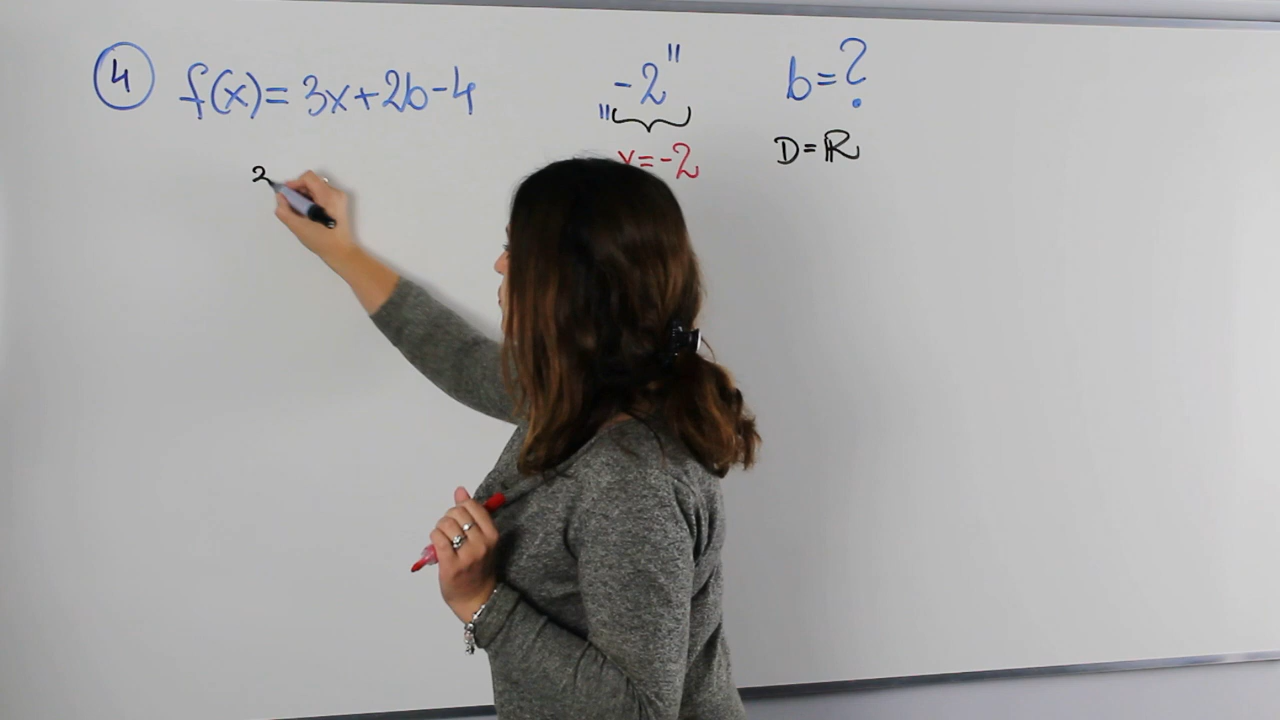 ④ f(x)= 3x+2b-4
"-2"
b=?
x=-2
D=ℝ
2